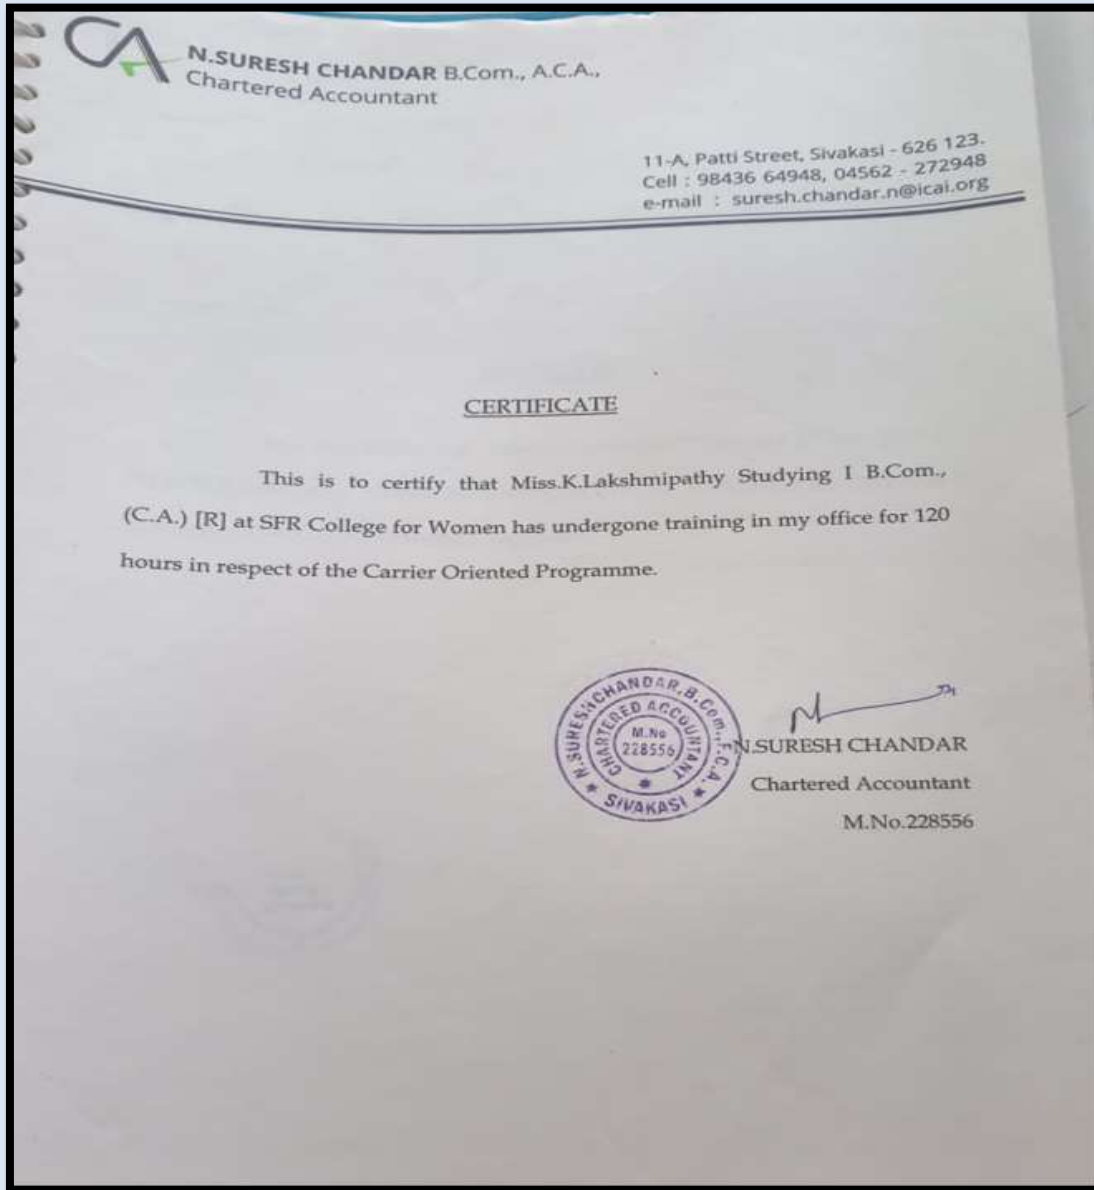 CA
N.SURESH CHANDAR B.Com., A.C.A.,
Chartered Accountant
11-A, Patti Street, Sivakasi - 626 123.
Cell : 98436 64948, 04562 - 272948
e-mail : suresh.chandar.n@icai.org
CERTIFICATE
This is to certify that Miss.K.Lakshmipathy Studying I B.Com.,
(C.A.) [R] at SFR College for Women has undergone training in my office for 120
hours in respect of the Carrier Oriented Programme.
N.SURESHCHANDAR, B.Com., F.C.A.
CHARTERED ACCOUNTANT
M.No
228556
SIVAKASI
N.SURESH CHANDAR
Chartered Accountant
M.No.228556